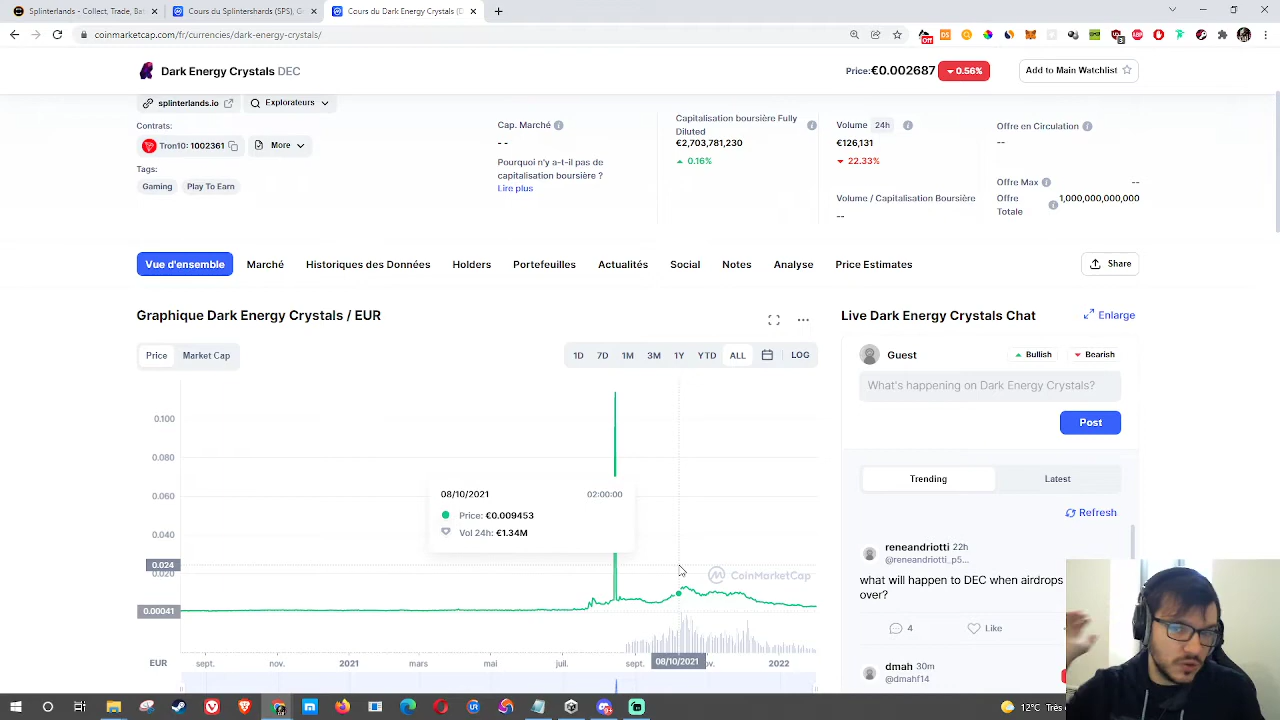 Splinterlands - Collect, Trade, Ba
Cours du Splintershards (SPS), G
Cours du Dark Energy Crystals (D
coinmarketcap.com/fr/currencies/dark-energy-crystals/
Dark Energy Crystals DEC
Price: €0.002687 0.56%
Add to Main Watchlist
splinterlands.io
Explorateurs
Contrats:
Tron10: 1002361
More
Tags:
Gaming
Play To Earn
Cap. Marché
- -
Pourquoi n'y a-t-il pas de
capitalisation boursière ?
Lire plus
Capitalisation boursière Fully
Diluted
€2,703,781,230
0.16%
Volume 24h
€126,131
22.33%
Volume / Capitalisation Boursière
--
Offre en Circulation
--
Offre Max --
Offre
Totale
1,000,000,000,000
Vue d'ensemble
Marché
Historiques des Données
Holders
Portefeuilles
Actualités
Social
Notes
Analyse
Price Estimates
Share
Graphique Dark Energy Crystals / EUR
Price
Market Cap
1D 7D 1M 3M 1Y YTD ALL LOG
0.100
0.080
0.060
0.040
0.024
0.020
0.00041
08/10/2021 02:00:00
Price: €0.009453
Vol 24h: €1.34M
CoinMarketCap
EUR sept. nov. 2021 mars mai juil. sept. 08/10/2021 ov. 2022
Live Dark Energy Crystals Chat
Enlarge
Guest
Bullish
Bearish
What's happening on Dark Energy Crystals?
Post
Trending
Latest
Refresh
reneandriotti 22h
@reneandriotti_p5...
what will happen to DEC when airdrops
over?
4
Like
dmah 30m
@dmahf14
12°C